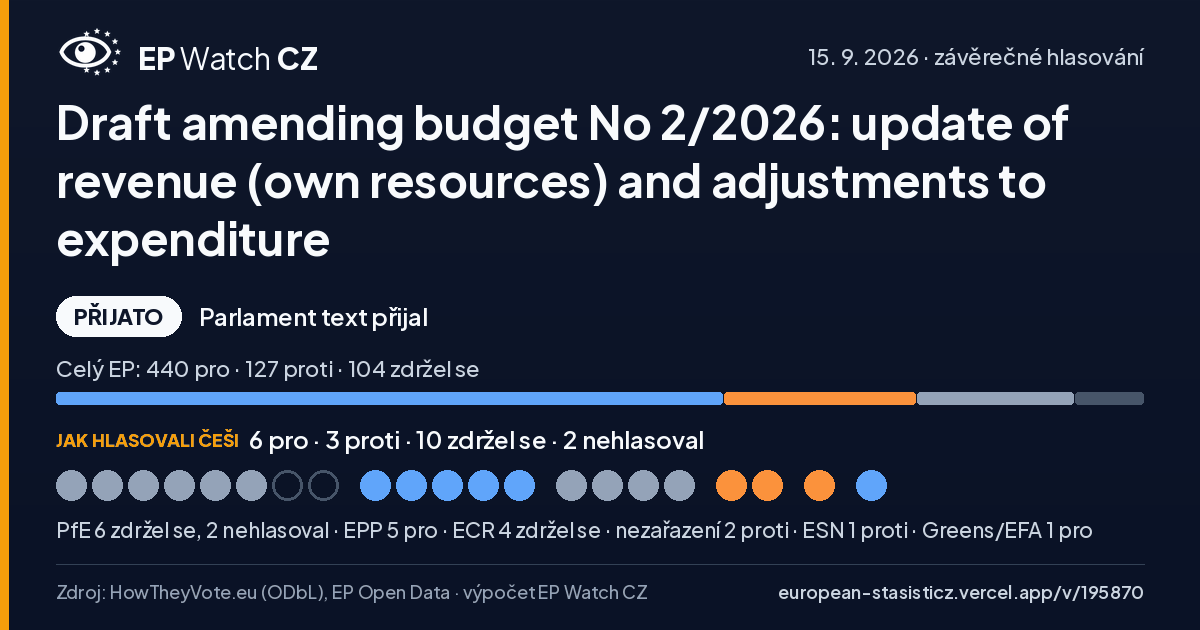 EP Watch CZ
15. 9. 2026 · závěrečné hlasování
Draft amending budget No 2/2026: update of
revenue (own resources) and adjustments to
expenditure
PŘIJATO Parlament text přijal
Celý EP: 440 pro · 127 proti · 104 zdržel se
JAK HLASOVALI ČEŠI 6 pro · 3 proti · 10 zdržel se · 2 nehlasoval
PfE 6 zdržel se, 2 nehlasoval · EPP 5 pro · ECR 4 zdržel se · nezařazení 2 proti · ESN 1 proti · Greens/EFA 1 pro
Zdroj: HowTheyVote.eu (ODbL), EP Open Data · výpočet EP Watch CZ
european-stasisticz.vercel.app/v/195870